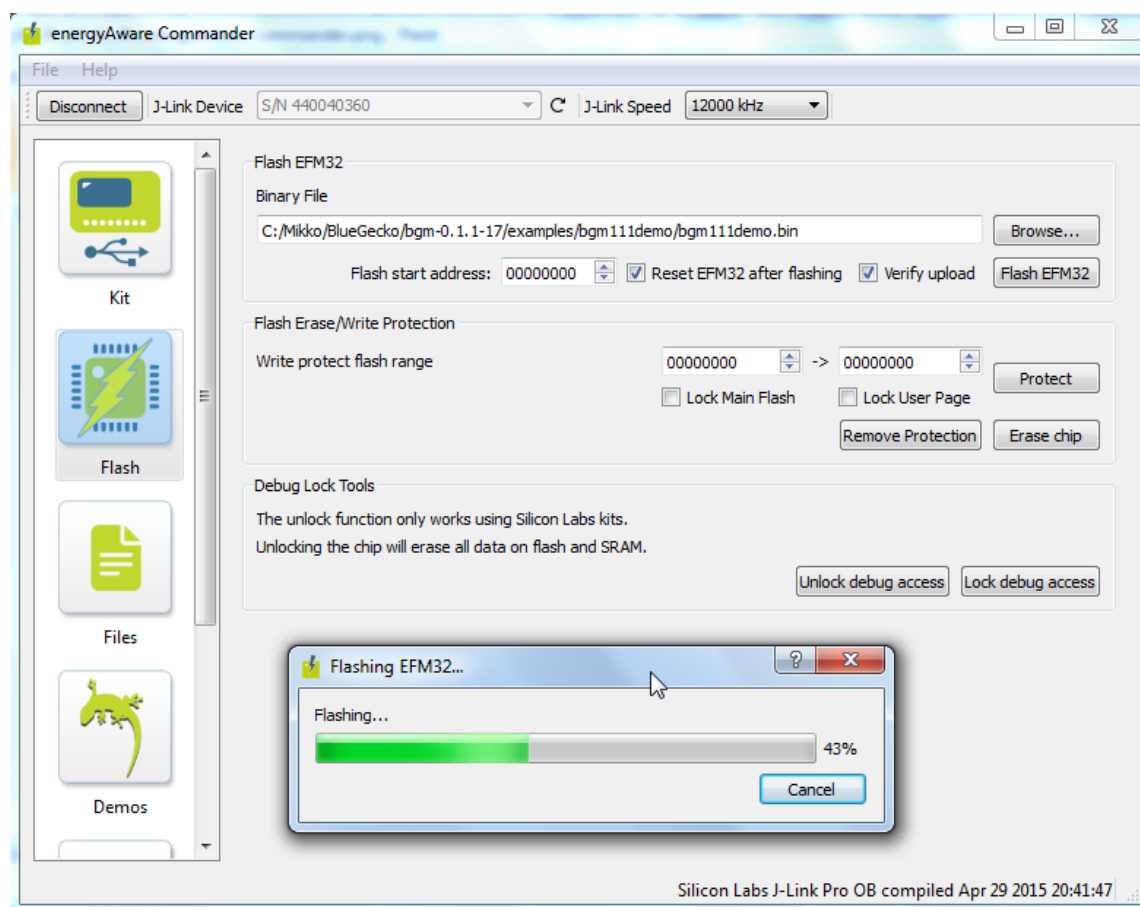 energyAware Commander
File Help
Disconnect J-Link Device S/N 440040360 J-Link Speed 12000 kHz
Kit
Flash
Files
Demos
Flash EFM32
Binary File
C:/Mikko/BlueGecko/bgm-0.1.1-17/examples/bgm111demo/bgm111demo.bin Browse...
Flash start address: 00000000 Reset EFM32 after flashing Verify upload Flash EFM32
Flash Erase/Write Protection
Write protect flash range 00000000 -> 00000000 Protect
Lock Main Flash Lock User Page
Remove Protection Erase chip
Debug Lock Tools
The unlock function only works using Silicon Labs kits.
Unlocking the chip will erase all data on flash and SRAM.
Unlock debug access Lock debug access
Flashing EFM32...
Flashing...
43%
Cancel
Silicon Labs J-Link Pro OB compiled Apr 29 2015 20:41:47